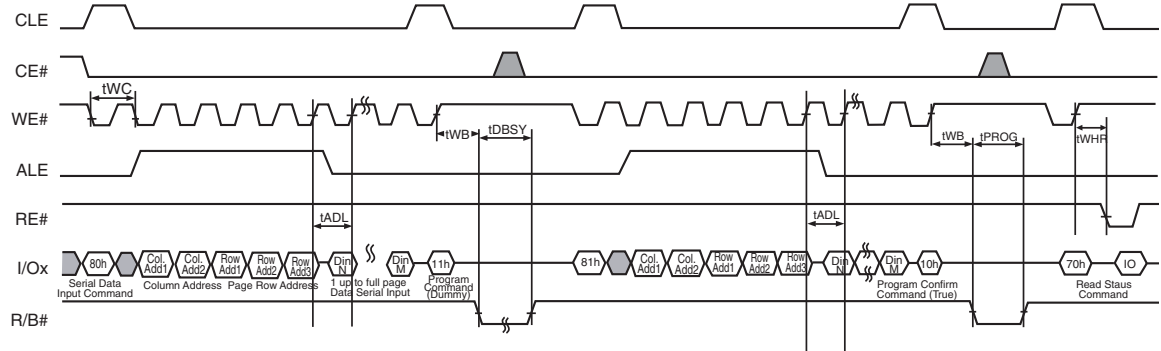 CLE
CE#
tWC
WE#
tWB tDBSY tWB tPROG tWHR
ALE
RE#
tADL tADL
I/Ox 80h Col. Add1 Col. Add2 Row Add1 Row Add2 Row Add3 Din N Din M 11h 81h Col. Add1 Col. Add2 Row Add1 Row Add2 Row Add3 Din N Din M 10h 70h IO
Serial Data Input Command
Column Address Page Row Address
1 up to full page Data Serial Input
Program Command (Dummy)
Program Confirm Command (True)
Read Staus Command
R/B#